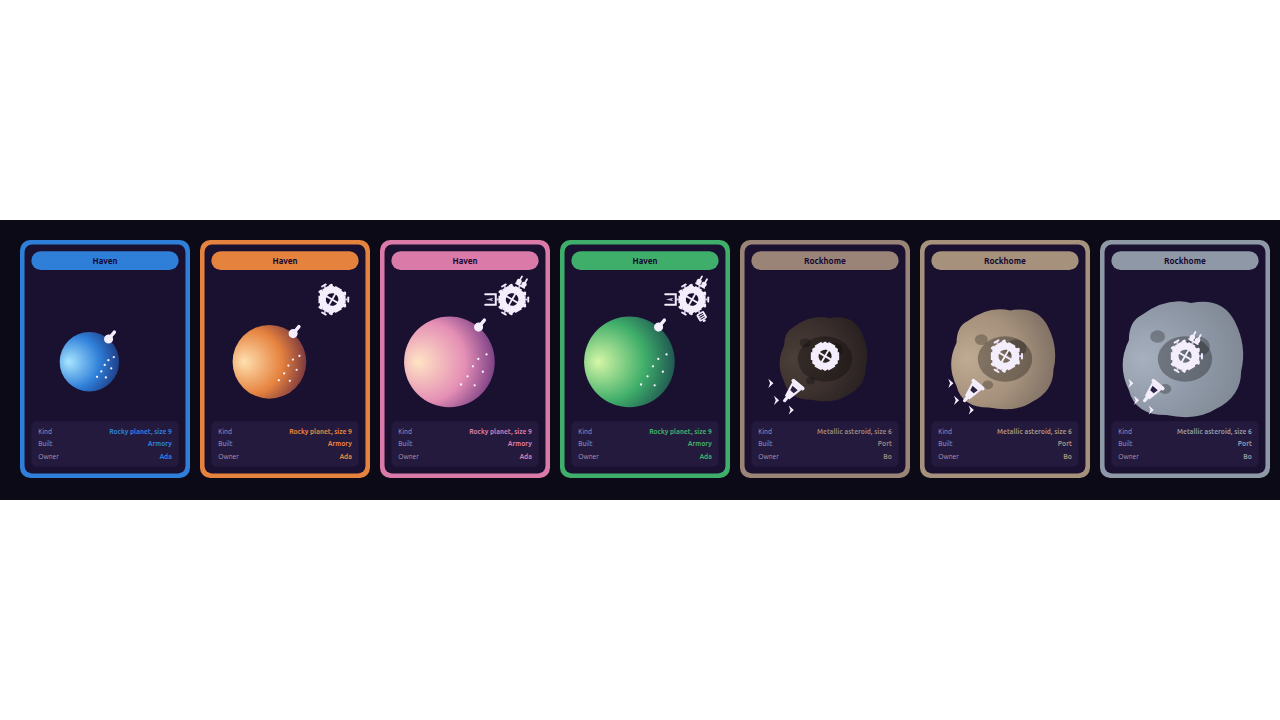 Haven
Kind Rocky planet, size 9
Built Armory
Owner Ada
Haven
Kind Rocky planet, size 9
Built Armory
Owner Ada
Haven
Kind Rocky planet, size 9
Built Armory
Owner Ada
Haven
Kind Rocky planet, size 9
Built Armory
Owner Ada
Rockhome
Kind Metallic asteroid, size 6
Built Port
Owner Bo
Rockhome
Kind Metallic asteroid, size 6
Built Port
Owner Bo
Rockhome
Kind Metallic asteroid, size 6
Built Port
Owner Bo